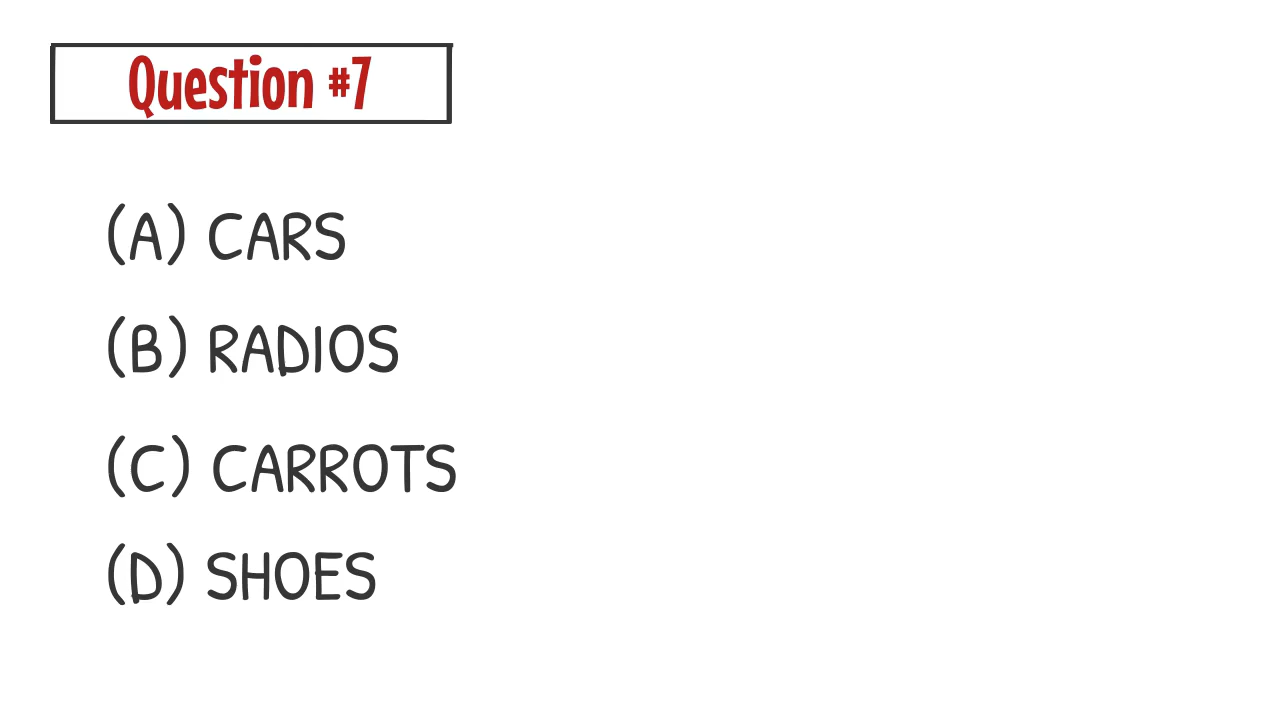 Question #7
(A) CARS
(B) RADIOS
(C) CARROTS
(D) SHOES